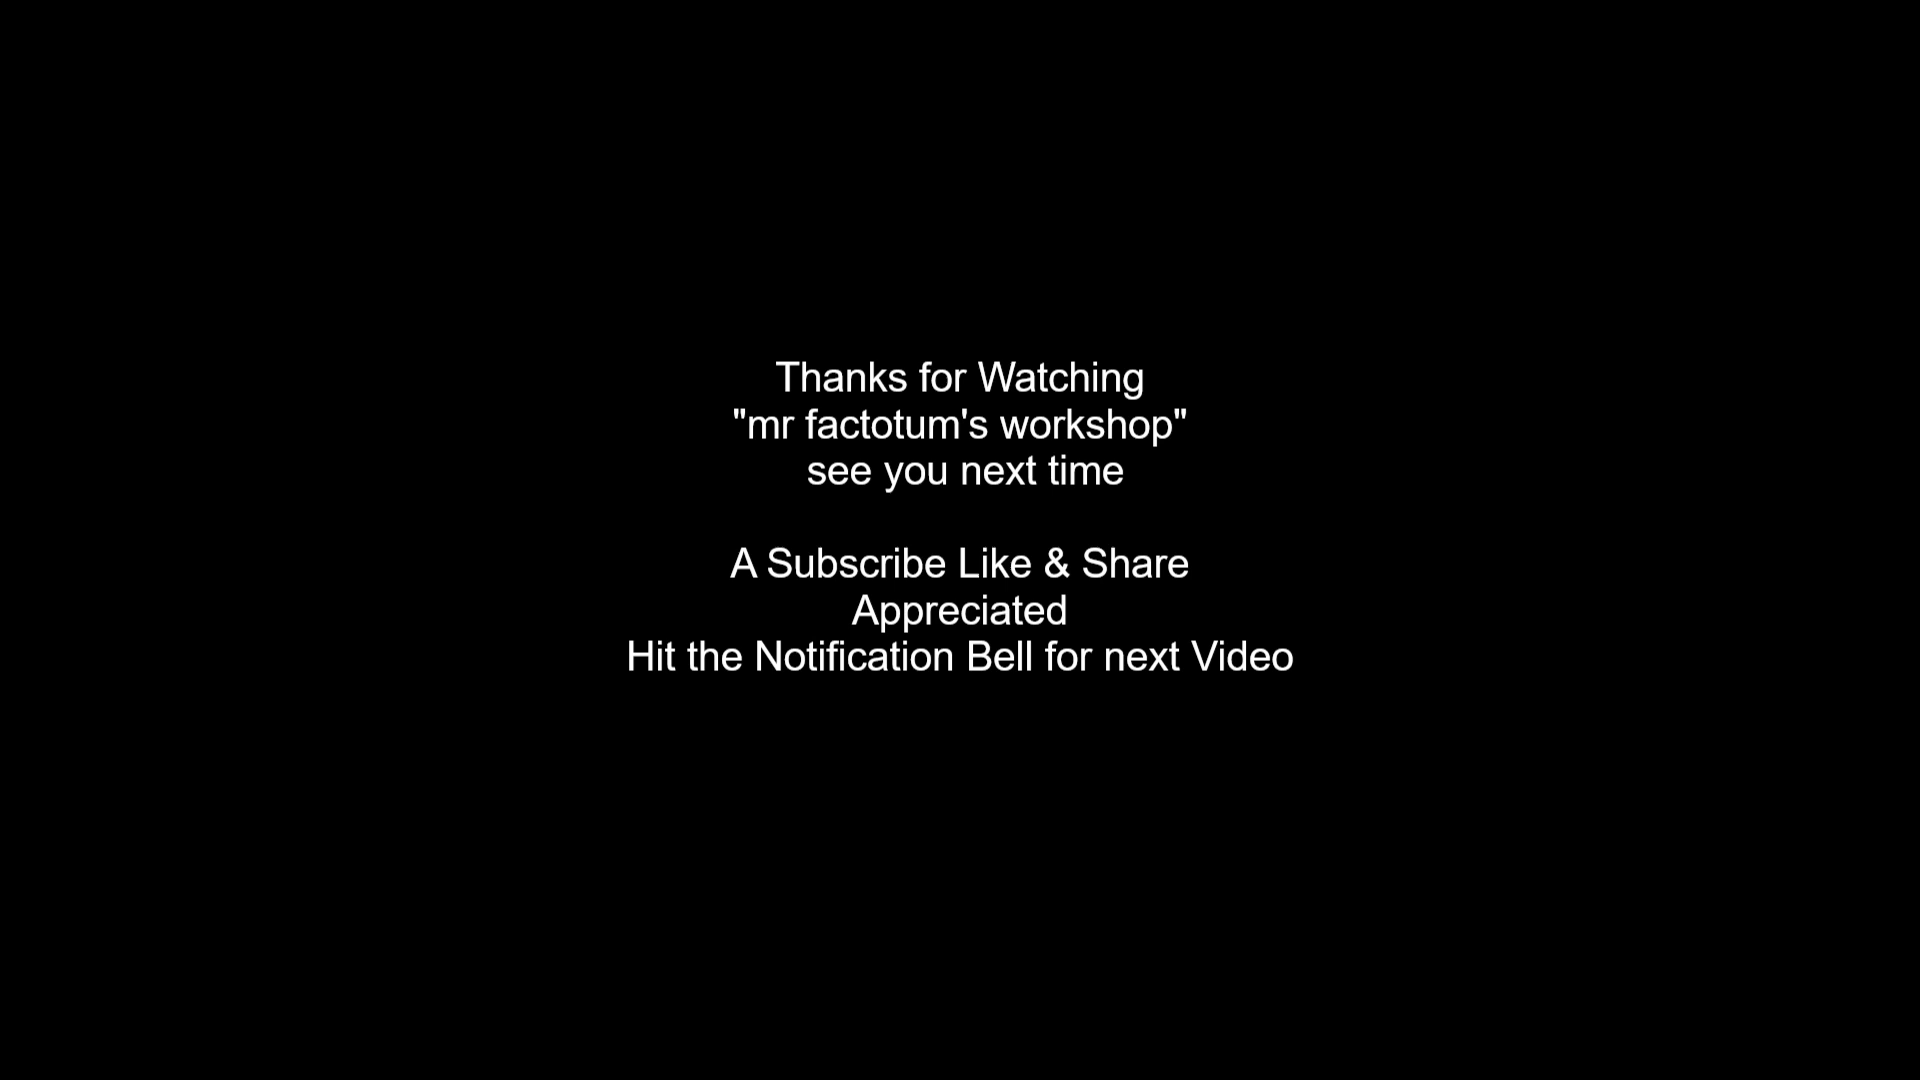 Thanks for Watching
"mr factotum's workshop"
see you next time
A Subscribe Like & Share
Appreciated
Hit the Notification Bell for next Video